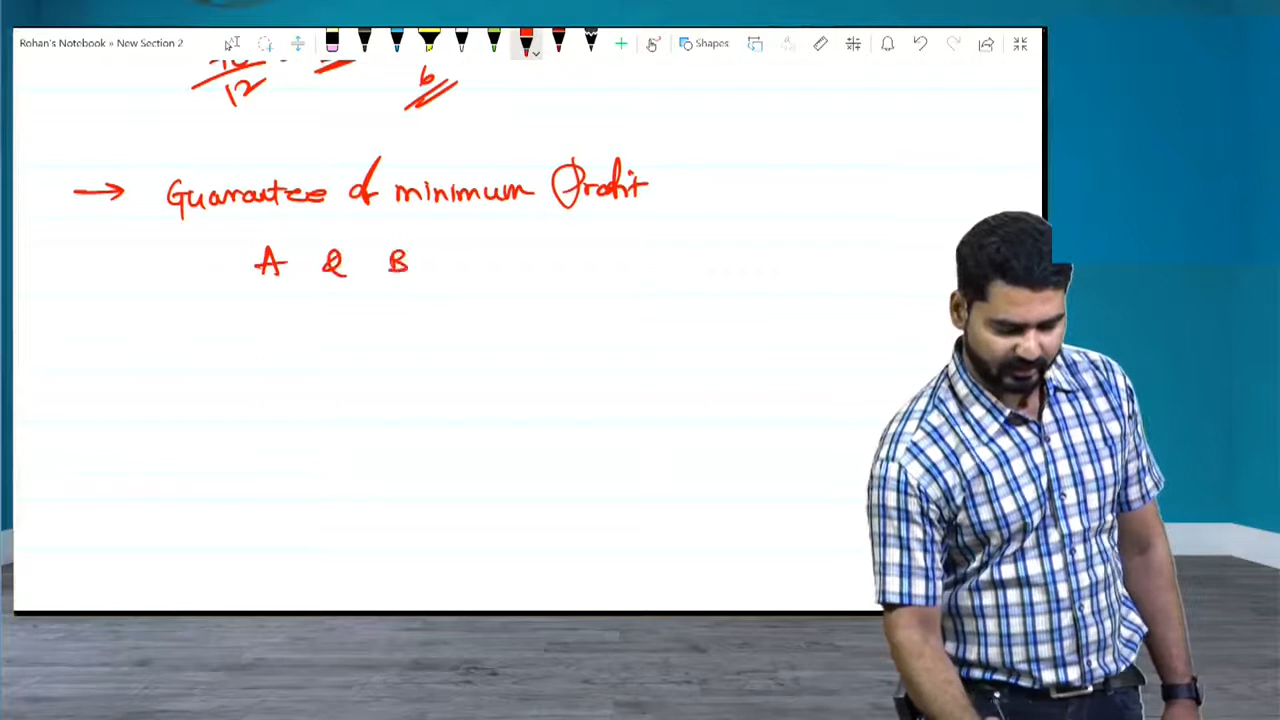 Rohan's Notebook » New Section 2
Shapes
12
6
→ Guarantee of minimum Profit
A & B